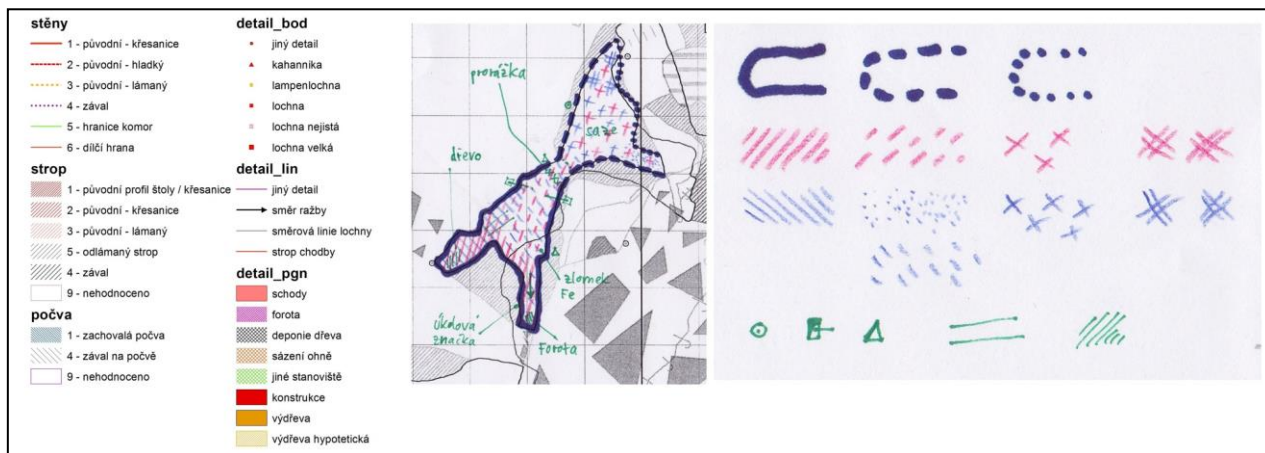 stěny
1 - původní - křesanice
2 - původní - hladký
3 - původní - lámaný
4 - zával
5 - hranice komor
6 - dílčí hrana
strop
1 - původní profil štoly / křesanice
2 - původní - křesanice
3 - původní - lámaný
5 - odlámaný strop
4 - zával
9 - nehodnoceno
počva
1 - zachovalá počva
4 - zával na počvě
9 - nehodnoceno
detail_bod
jiný detail
kahannika
lampenlochna
lochna
lochna nejistá
lochna velká
detail_lin
jiný detail
směr ražby
směrová linie lochny
strop chodby
detail_pgn
schody
forota
deponie dřeva
sázení ohně
jiné stanoviště
konstrukce
výdřeva
výdřeva hypotetická
prorážka
saze
dřevo
zlomek
Fe
úkolová
značka
Forota